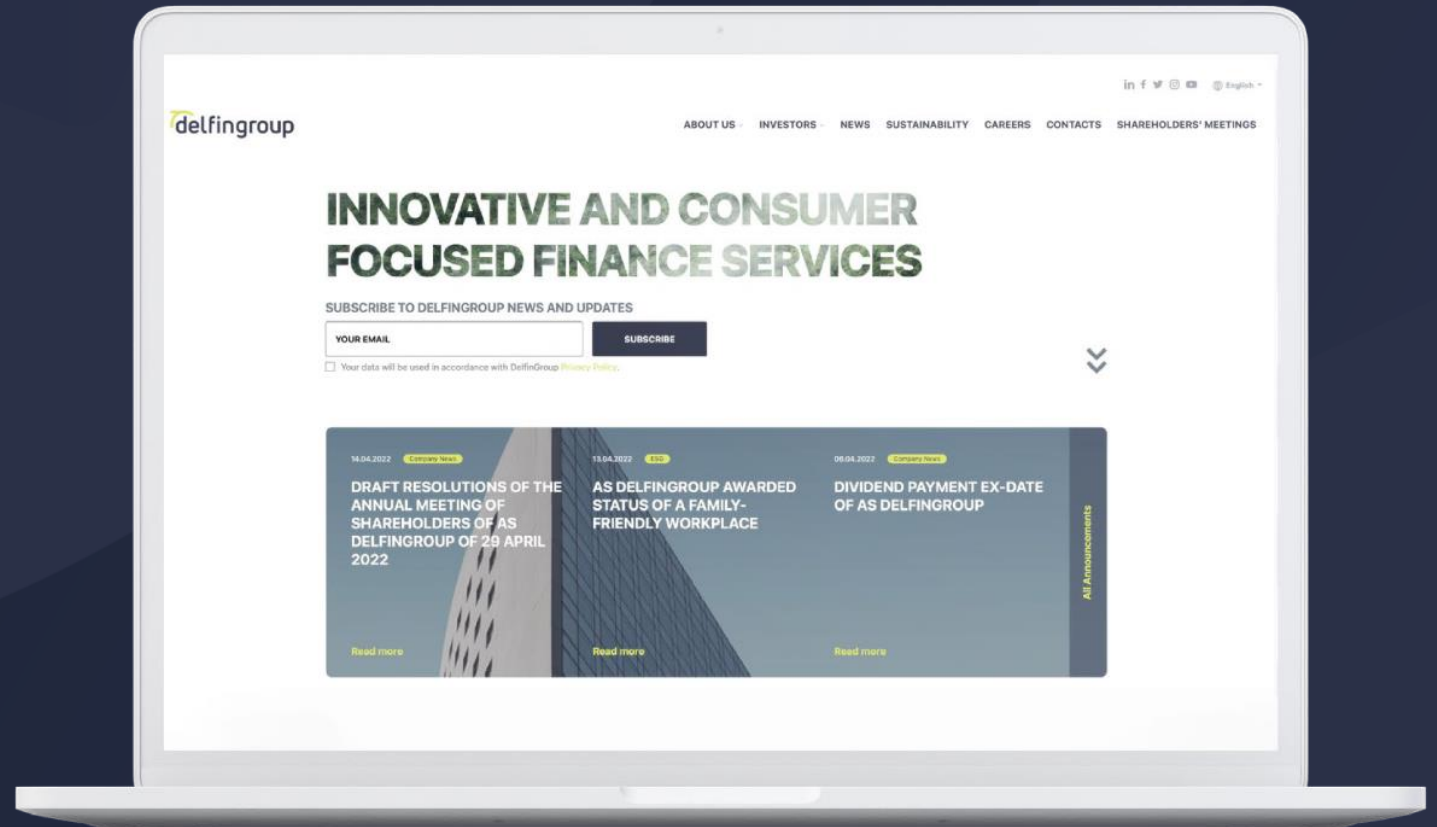 English
delfingroup
ABOUT US INVESTORS NEWS SUSTAINABILITY CAREERS CONTACTS SHAREHOLDERS' MEETINGS
INNOVATIVE AND CONSUMER
FOCUSED FINANCE SERVICES
SUBSCRIBE TO DELFINGROUP NEWS AND UPDATES
YOUR EMAIL
SUBSCRIBE
Your data will be used in accordance with DelfinGroup Privacy Policy.
14.04.2022 Company News
DRAFT RESOLUTIONS OF THE
ANNUAL MEETING OF
SHAREHOLDERS OF AS
DELFINGROUP OF 29 APRIL
2022
Read more
13.04.2022 ESG
AS DELFINGROUP AWARDED
STATUS OF A FAMILY-
FRIENDLY WORKPLACE
Read more
08.04.2022 Company News
DIVIDEND PAYMENT EX-DATE
OF AS DELFINGROUP
Read more
All Announcements